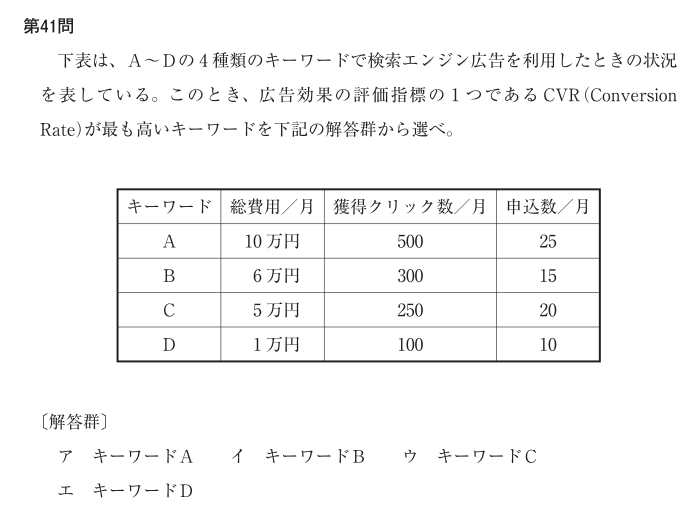 第41問
下表は、A～Dの4種類のキーワードで検索エンジン広告を利用したときの状況
を表している。このとき、広告効果の評価指標の1つであるCVR(Conversion
Rate)が最も高いキーワードを下記の解答群から選べ。
キーワード 総費用／月 獲得クリック数／月 申込数／月
A 10万円 500 25
B 6万円 300 15
C 5万円 250 20
D 1万円 100 10
〔解答群〕
ア キーワードA イ キーワードB ウ キーワードC
エ キーワードD